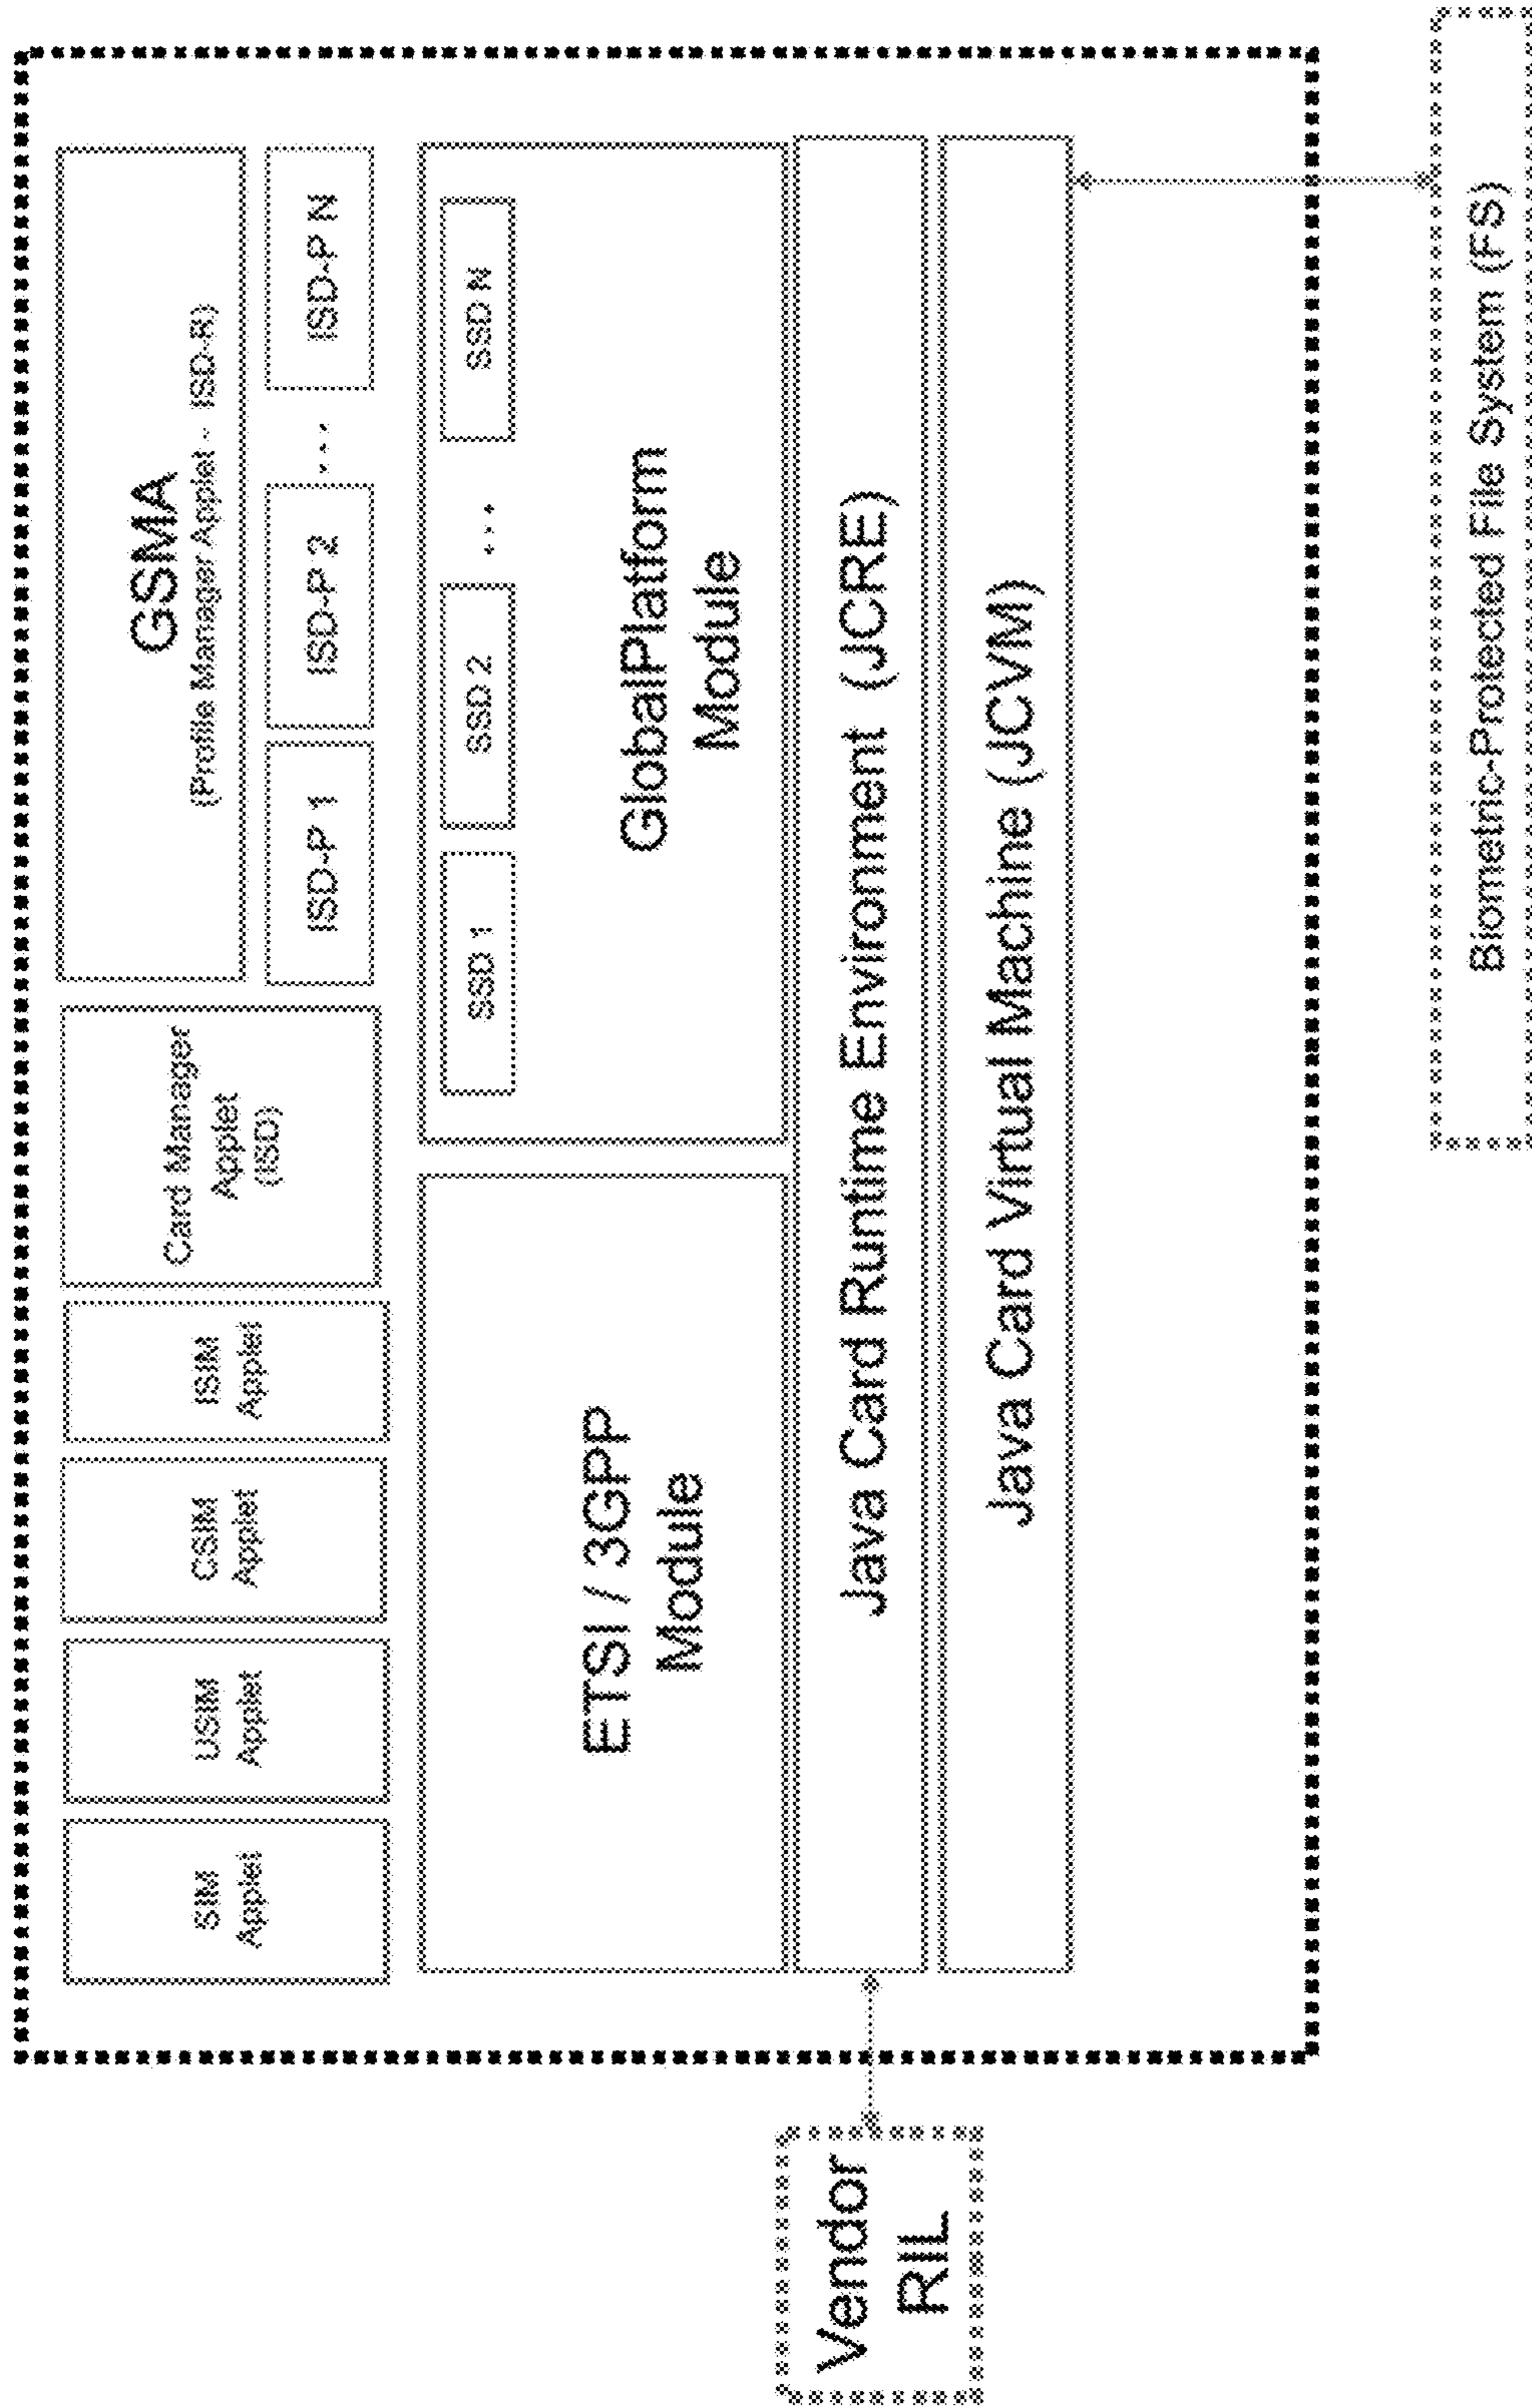 SIM
Applet
USIM
Applet
CSIM
Applet
ISIM
Applet
Card Manager
Applet
(ISD)
GSMA
(Profile Manager Applet - ISD-R)
ISD-P 1
ISD-P 2
...
ISD-P N
ETSI / 3GPP
Module
SSD 1
SSD 2
...
SSD N
GlobalPlatform
Module
Vendor
RIL
Java Card Runtime Environment (JCRE)
Java Card Virtual Machine (JCVM)
Biometric-Protected File System (FS)